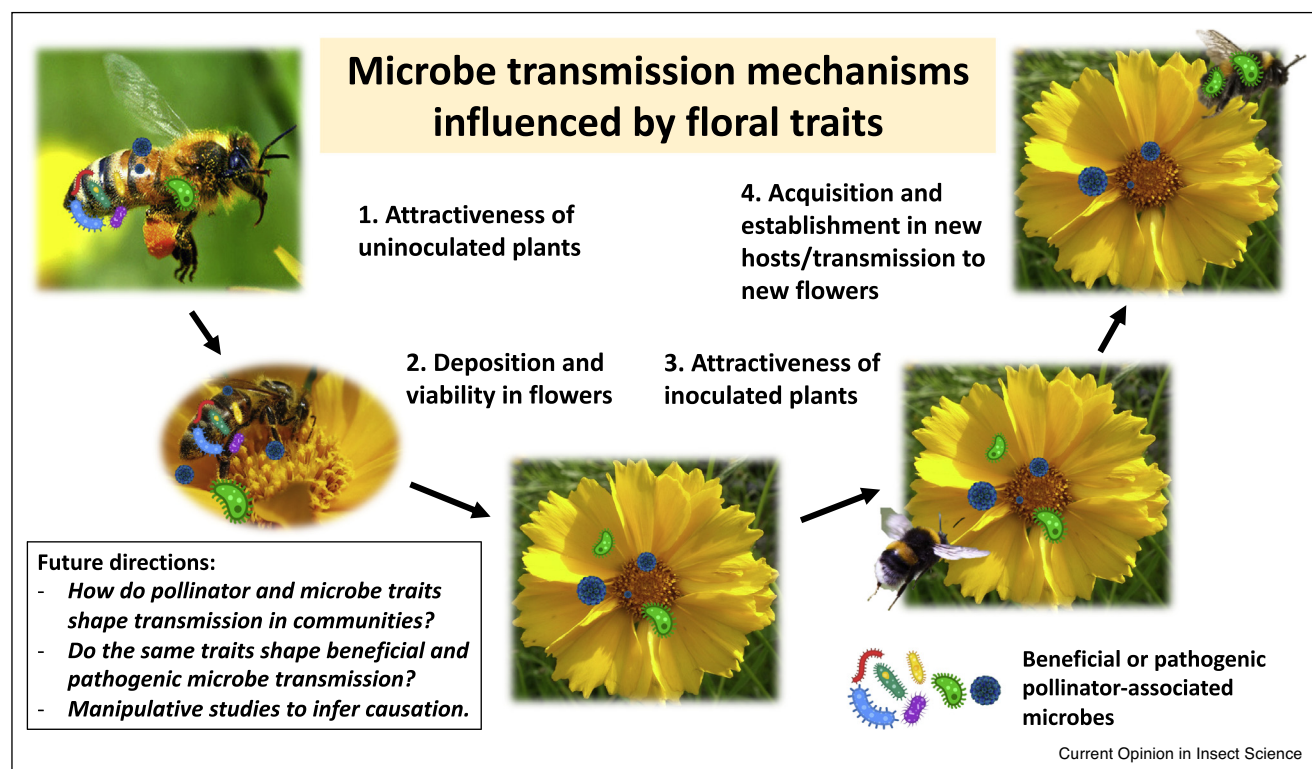 Microbe transmission mechanisms
influenced by floral traits
1. Attractiveness of
uninoculated plants
2. Deposition and
viability in flowers
3. Attractiveness of
inoculated plants
4. Acquisition and
establishment in new
hosts/transmission to
new flowers
Future directions:
- How do pollinator and microbe traits
shape transmission in communities?
- Do the same traits shape beneficial and
pathogenic microbe transmission?
- Manipulative studies to infer causation.
Beneficial or pathogenic
pollinator-associated
microbes
Current Opinion in Insect Science